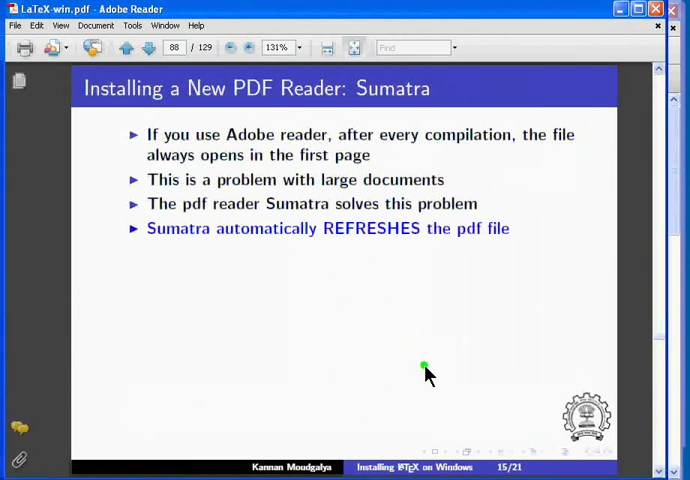 LaTeX-win.pdf - Adobe Reader
File Edit View Document Tools Window Help
88 / 129 131% Find
Installing a New PDF Reader: Sumatra
If you use Adobe reader, after every compilation, the file
always opens in the first page
This is a problem with large documents
The pdf reader Sumatra solves this problem
Sumatra automatically REFRESHES the pdf file
Kannan Moudgalya Installing LATEX on Windows 15/21